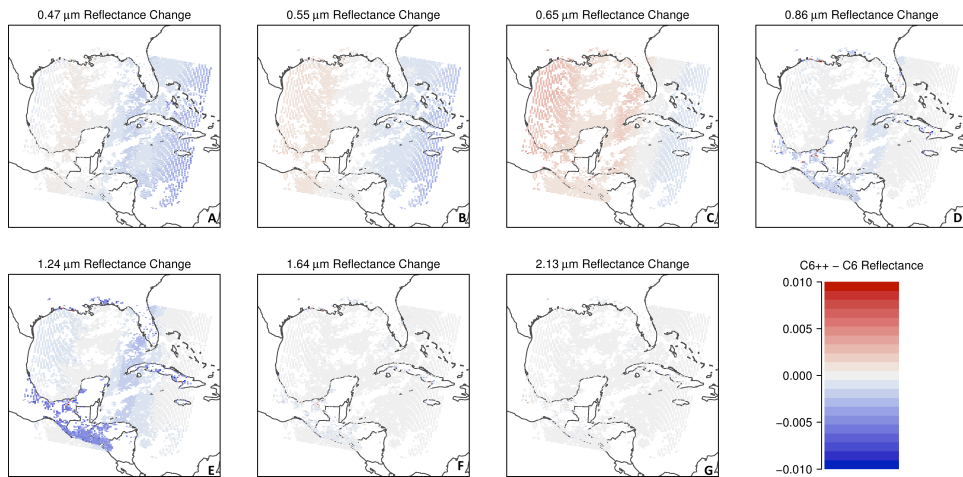 0.47 μm Reflectance Change
0.55 μm Reflectance Change
0.65 μm Reflectance Change
0.86 μm Reflectance Change
A
B
C
D
1.24 μm Reflectance Change
1.64 μm Reflectance Change
2.13 μm Reflectance Change
C6++ − C6 Reflectance
0.010
0.005
0.000
−0.005
−0.010
E
F
G